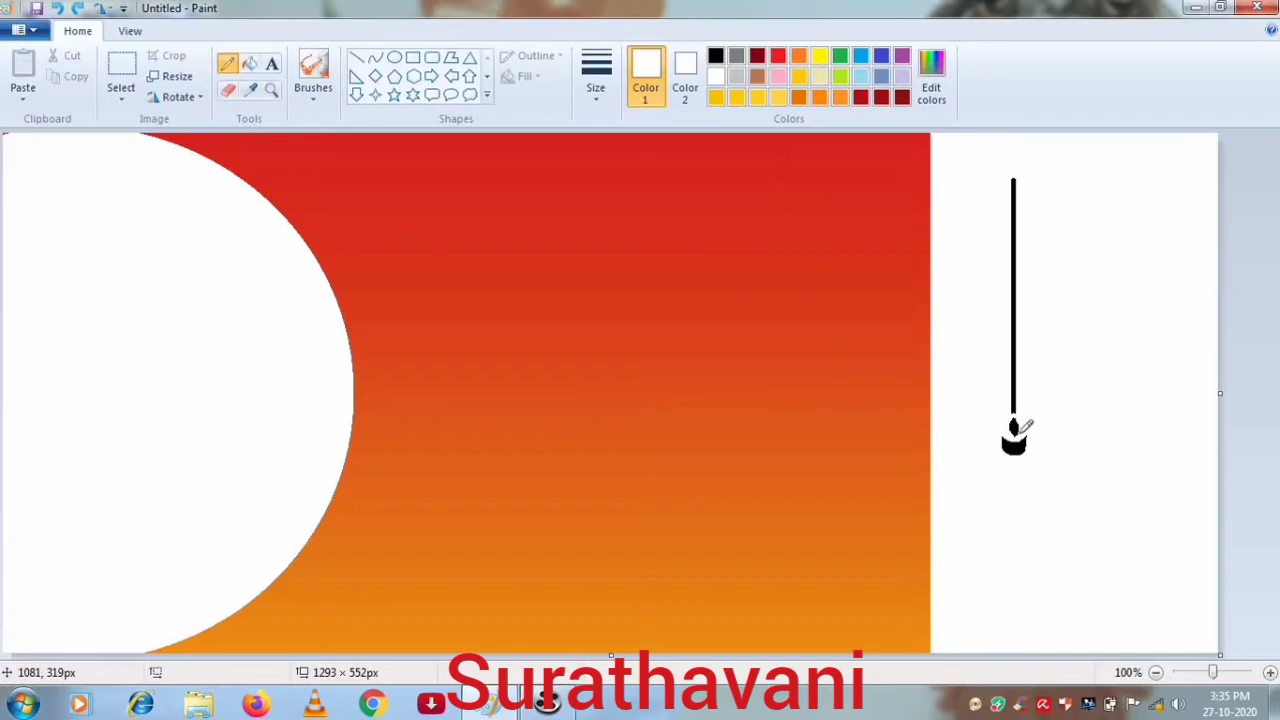 Untitled - Paint
Home
View
Paste
Cut
Copy
Clipboard
Select
Crop
Resize
Rotate
Image
A
Tools
Brushes
Outline
Fill
Shapes
Size
Color 1
Color 2
Edit colors
Colors
1081, 319px
1293 × 552px
100%
Surathavani
3:35 PM
27-10-2020